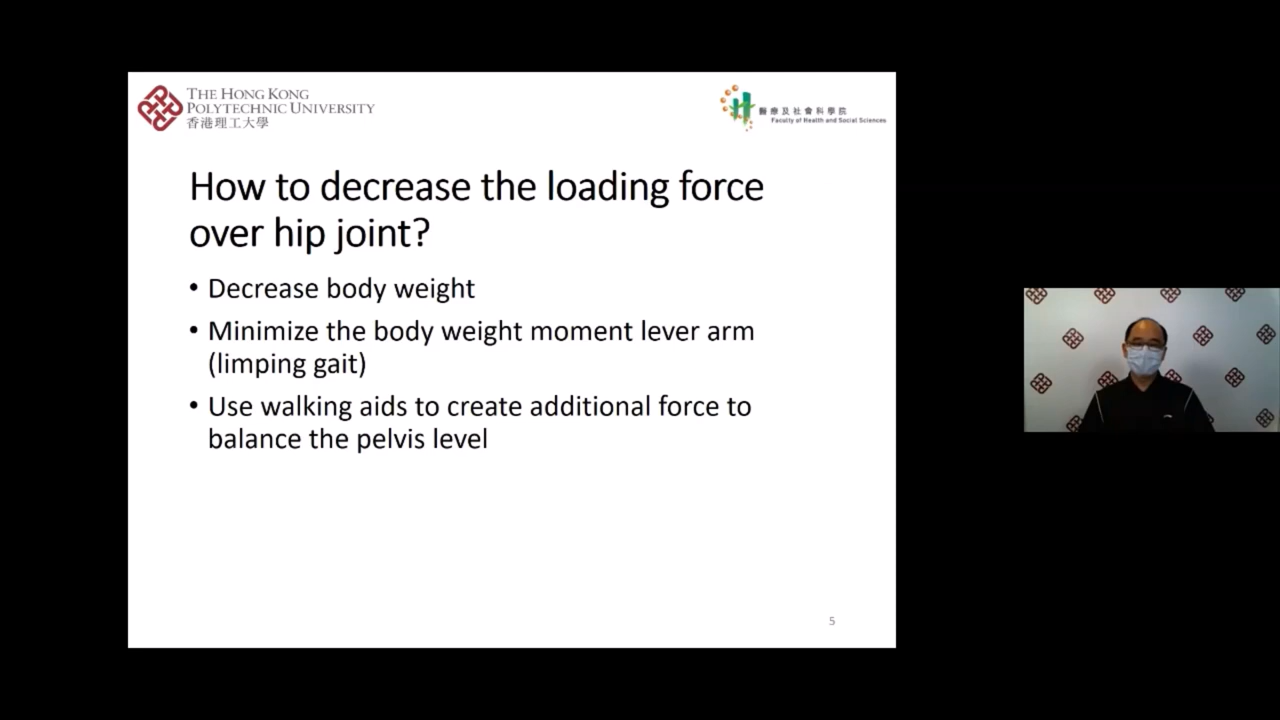 THE HONG KONG
POLYTECHNIC UNIVERSITY
香港理工大學
醫療及社會科學院
Faculty of Health and Social Sciences
How to decrease the loading force
over hip joint?
• Decrease body weight
• Minimize the body weight moment lever arm
(limping gait)
• Use walking aids to create additional force to
balance the pelvis level
5